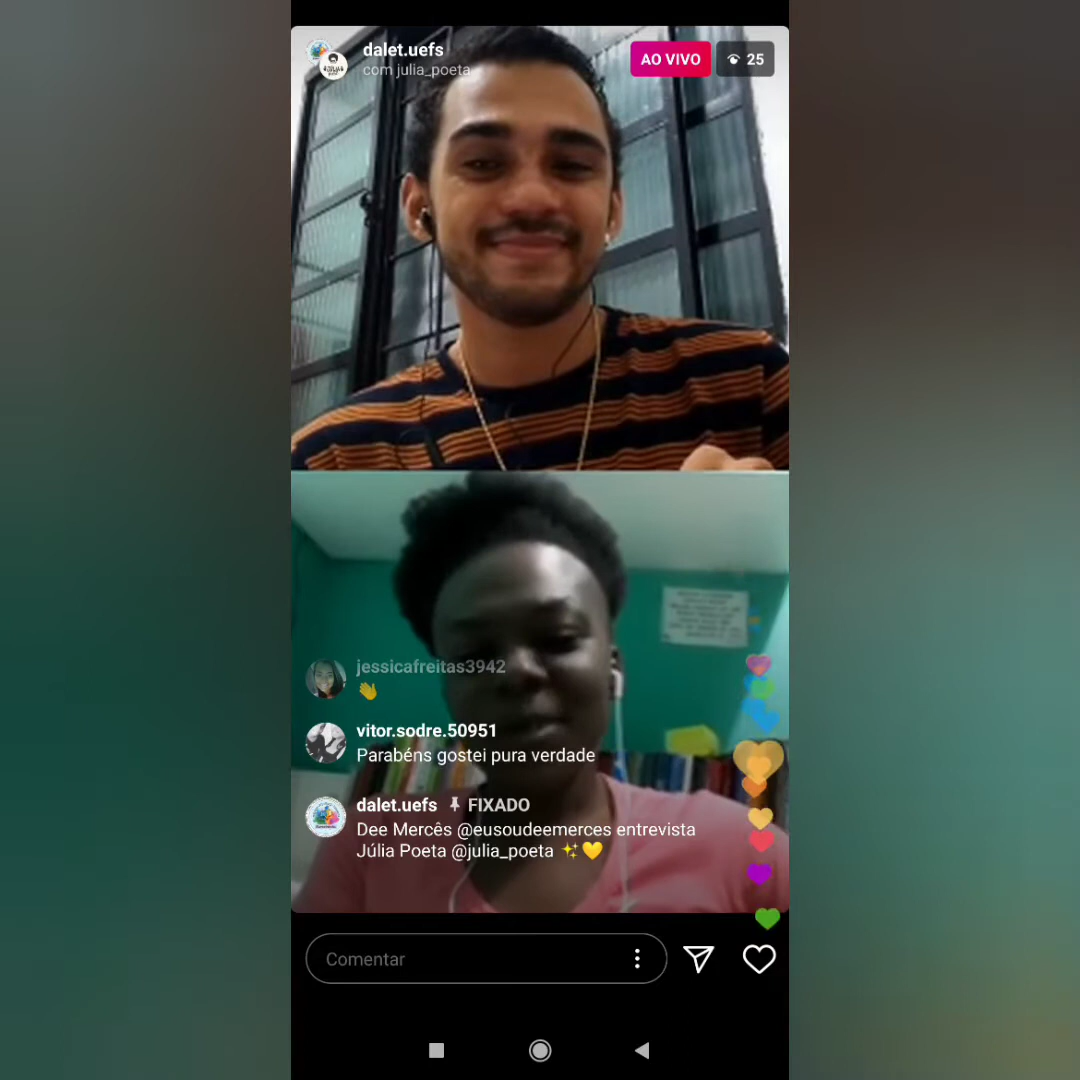 dalet.uefs
com julia_poeta
AO VIVO
25
jessicafreitas3942
👏
vitor.sodre.50951
Parabéns gostei pura verdade
dalet.uefs FIXADO
Dee Mercês @eusoudeemerces entrevista
Júlia Poeta @julia_poeta ✨💛
Comentar